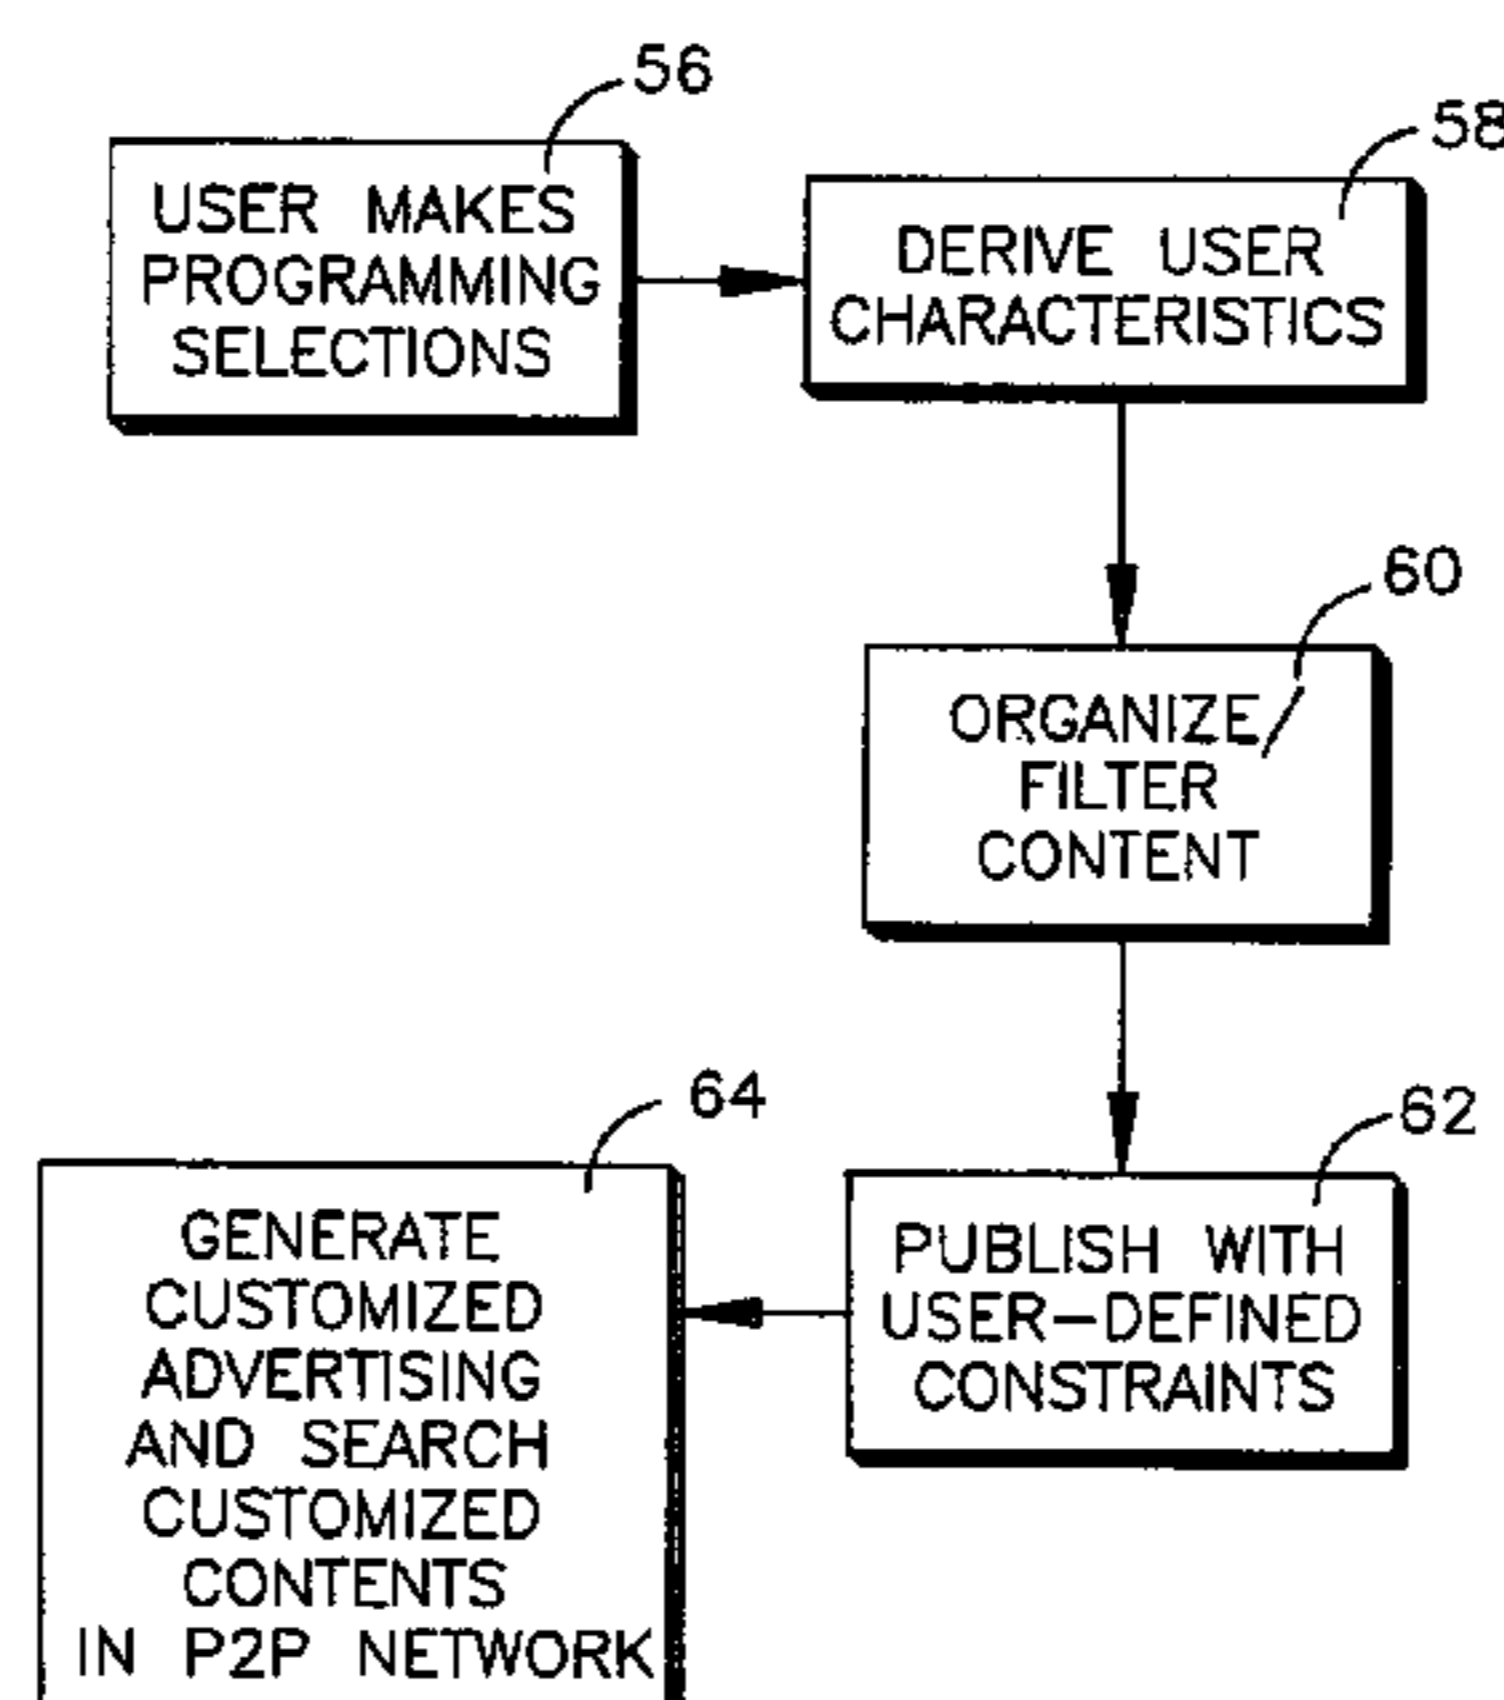 56
USER MAKES
PROGRAMMING
SELECTIONS
58
DERIVE USER
CHARACTERISTICS
60
ORGANIZE
FILTER
CONTENT
62
PUBLISH WITH
USER-DEFINED
CONSTRAINTS
64
GENERATE
CUSTOMIZED
ADVERTISING
AND SEARCH
CUSTOMIZED
CONTENTS
IN P2P NETWORK